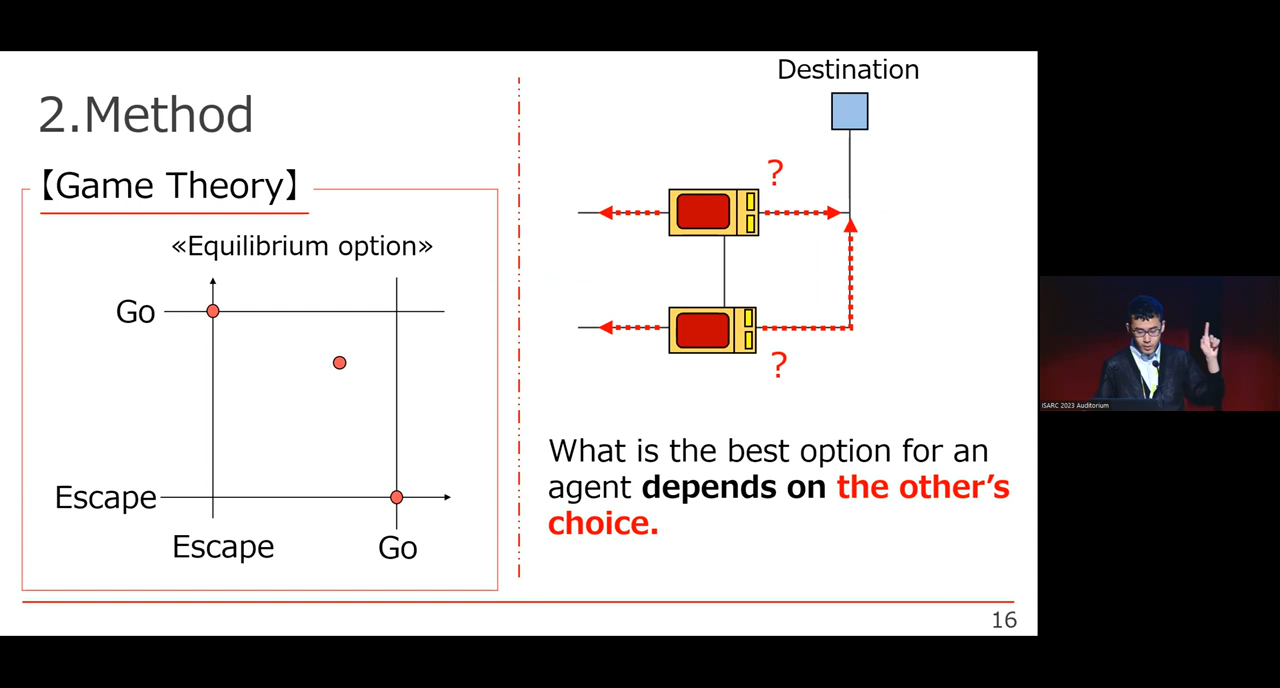 2.Method
【Game Theory】
«Equilibrium option»
Go
Escape
Escape
Go
Destination
?
?
What is the best option for an
agent depends on the other’s
choice.
16
ISARC 2023 Auditorium